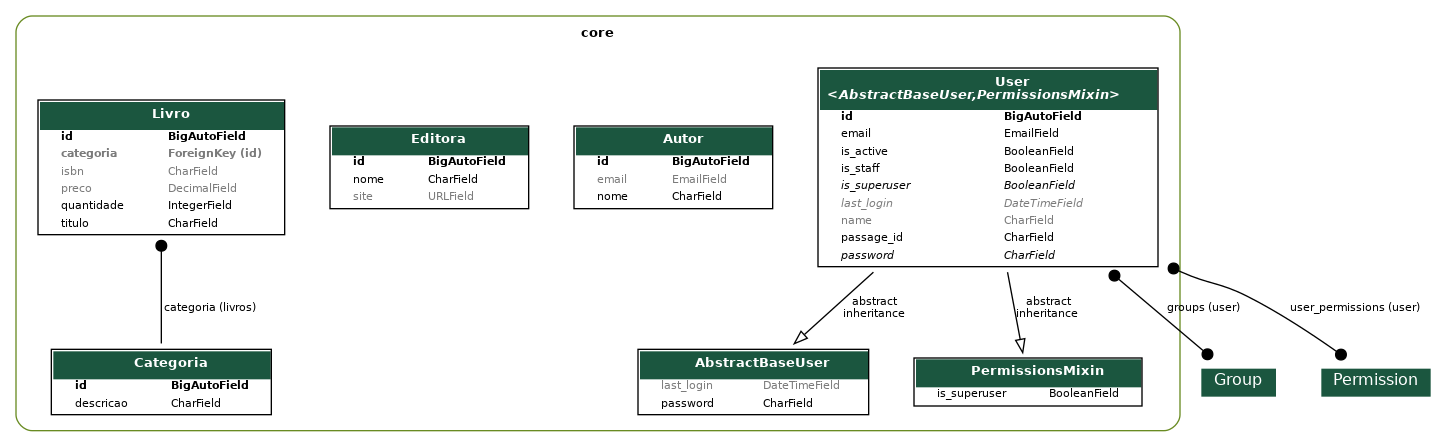 core
Livro
id BigAutoField
categoria ForeignKey (id)
isbn CharField
preco DecimalField
quantidade IntegerField
titulo CharField
Editora
id BigAutoField
nome CharField
site URLField
Autor
id BigAutoField
email EmailField
nome CharField
User
<AbstractBaseUser,PermissionsMixin>
id BigAutoField
email EmailField
is_active BooleanField
is_staff BooleanField
is_superuser BooleanField
last_login DateTimeField
name CharField
passage_id CharField
password CharField
categoria (livros)
abstract
inheritance
abstract
inheritance
groups (user)
user_permissions (user)
Categoria
id BigAutoField
descricao CharField
AbstractBaseUser
last_login DateTimeField
password CharField
PermissionsMixin
is_superuser BooleanField
Group
Permission